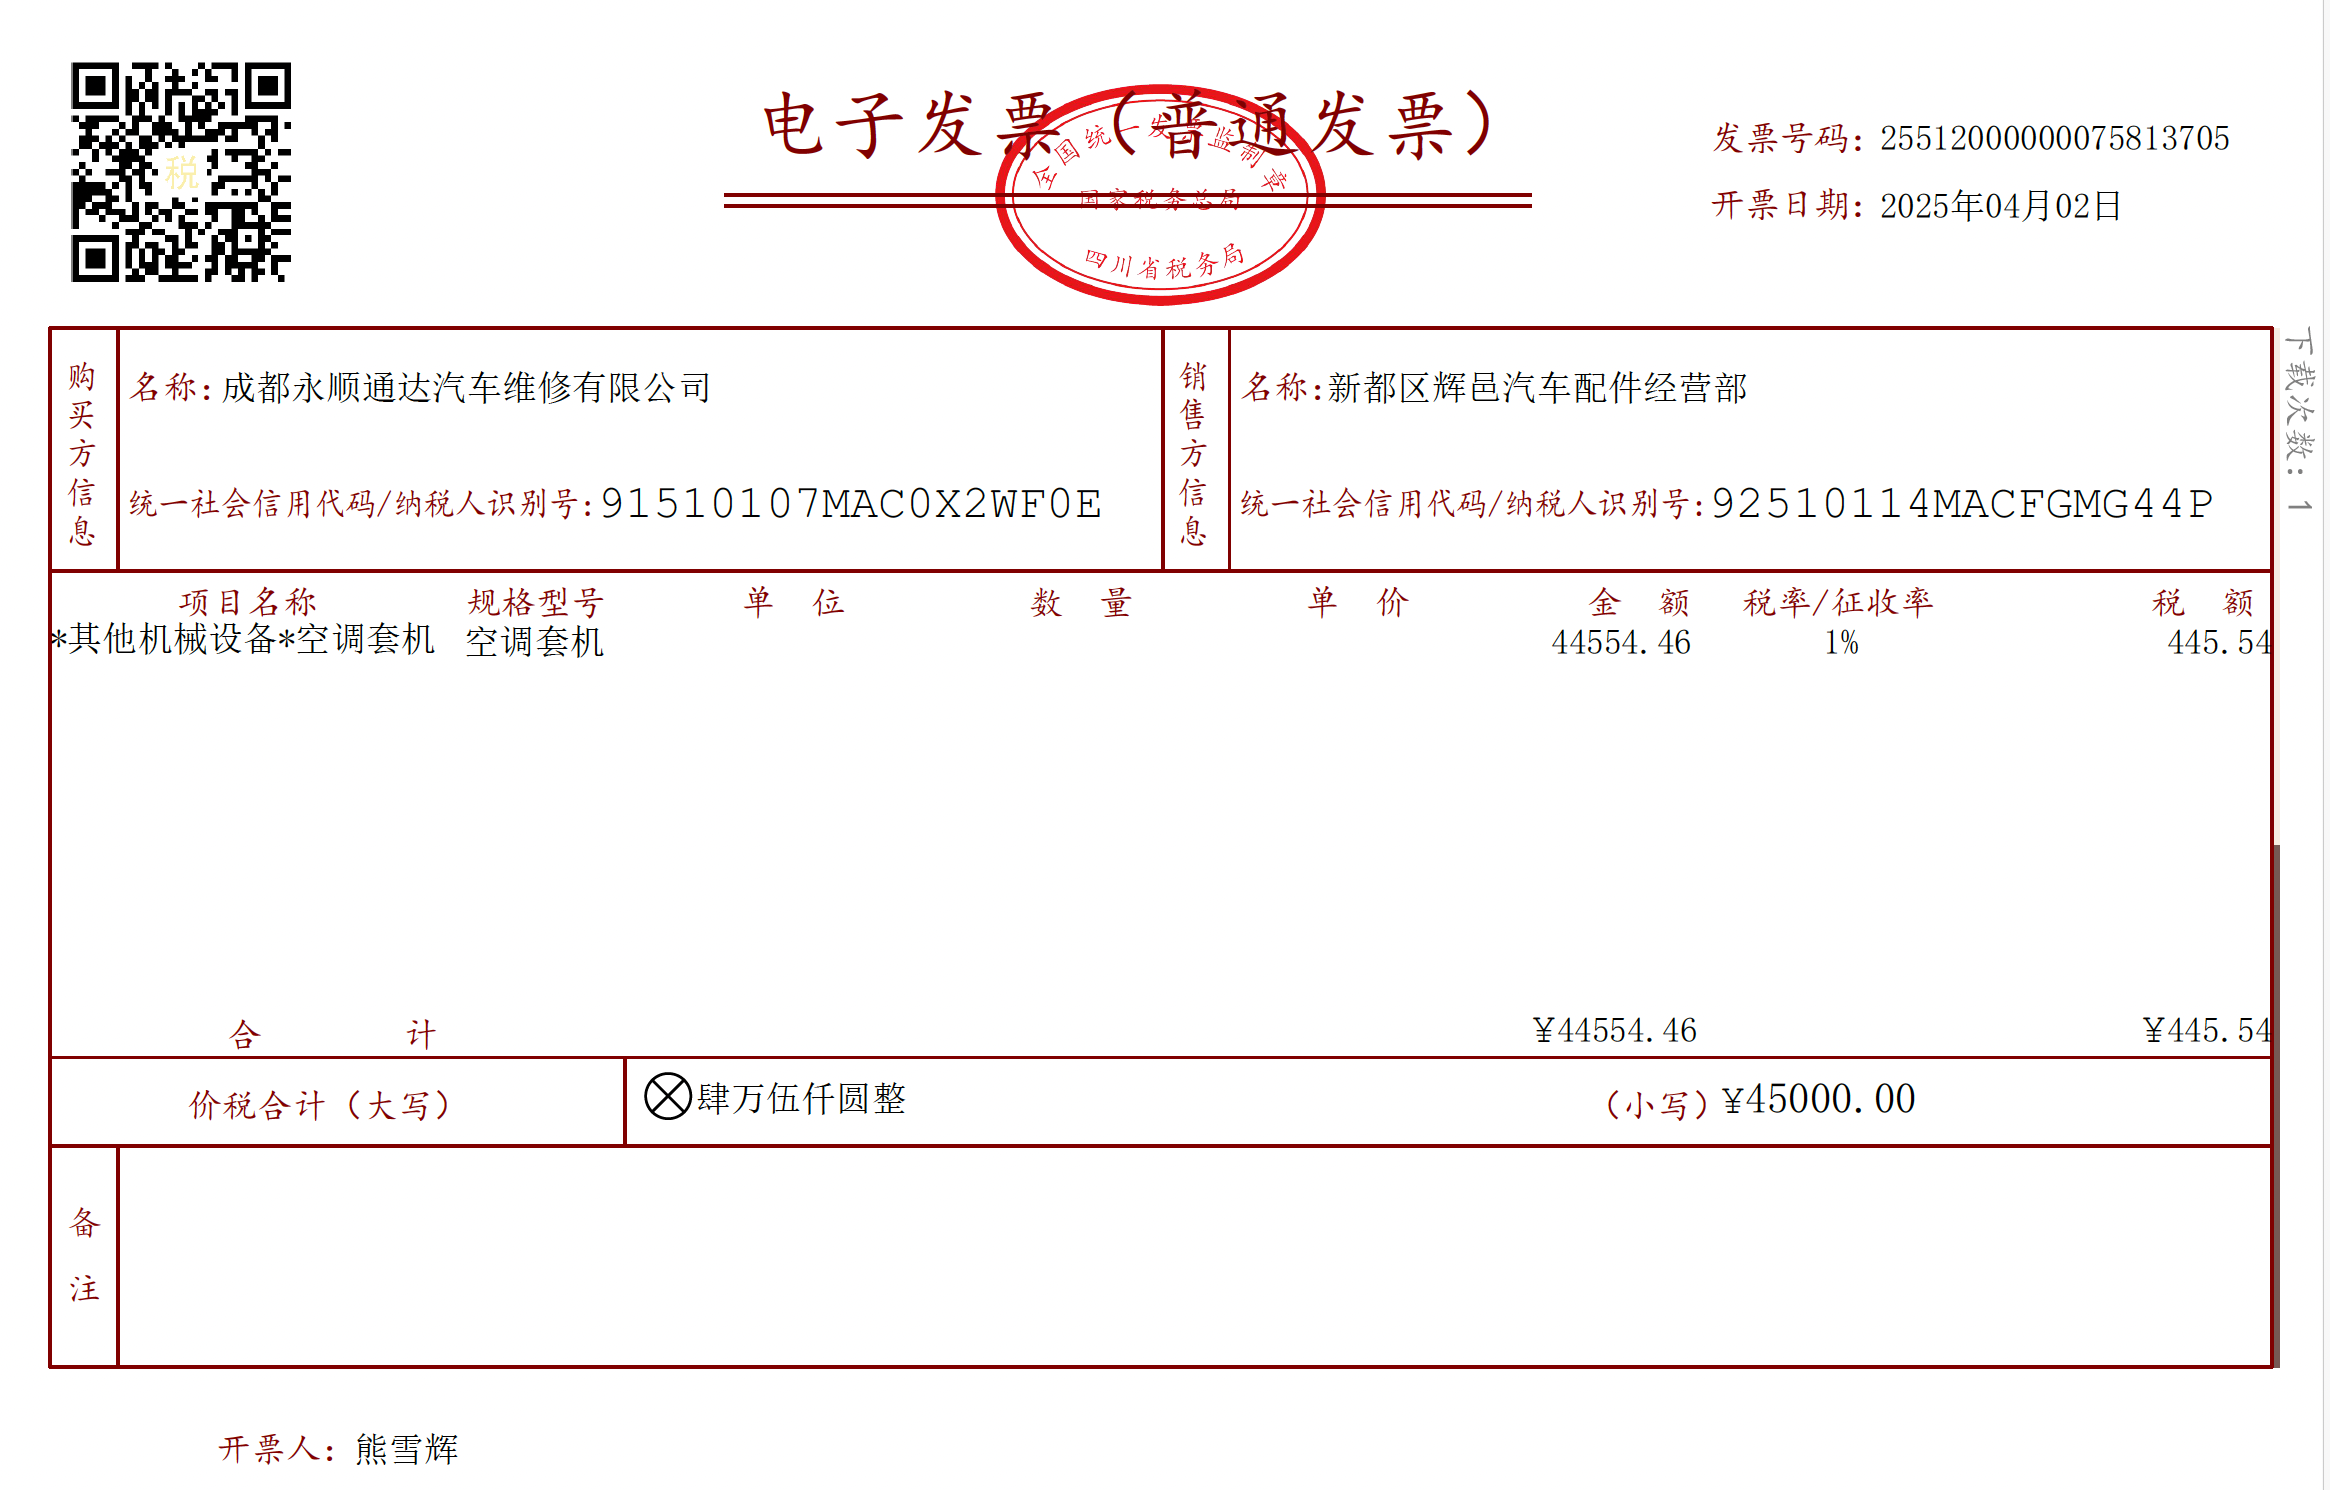 税
电子发票（普通发票）
全国统一发票监制章
国家税务总局
四川省税务局
发票号码：25512000000075813705
开票日期：2025年04月02日
购买方信息
名称：成都永顺通达汽车维修有限公司
统一社会信用代码/纳税人识别号：91510107MAC0X2WF0E
销售方信息
名称：新都区辉邑汽车配件经营部
统一社会信用代码/纳税人识别号：92510114MACFGMG44P
下载次数：1
项目名称 规格型号 单 位 数 量 单 价 金 额 税率/征收率 税 额
*其他机械设备*空调套机 空调套机 44554.46 1% 445.54
合 计 ¥44554.46 ¥445.54
价税合计（大写） ⊗肆万伍仟圆整 （小写）¥45000.00
备注
开票人：熊雪辉